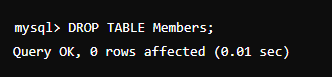 mysql> DROP TABLE Members;
Query OK, 0 rows affected (0.01 sec)